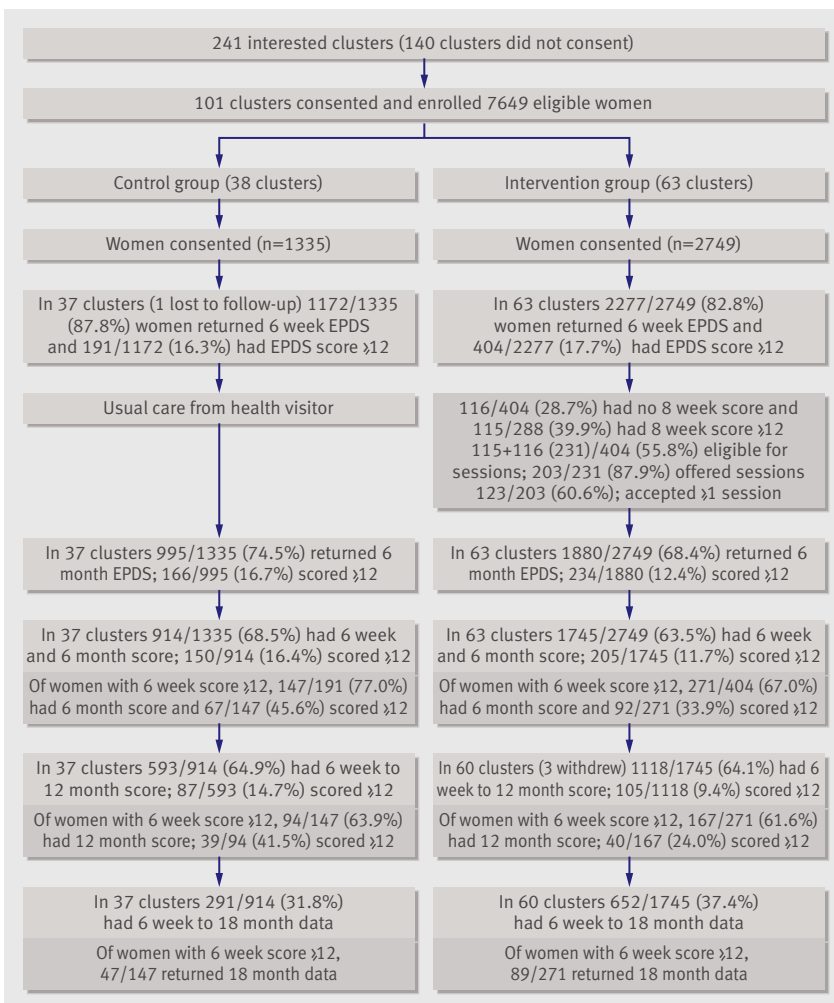 241 interested clusters (140 clusters did not consent)
101 clusters consented and enrolled 7649 eligible women
Control group (38 clusters)
Women consented (n=1335)
In 37 clusters (1 lost to follow-up) 1172/1335
(87.8%) women returned 6 week EPDS
and 191/1172 (16.3%) had EPDS score ⩾12
Usual care from health visitor
In 37 clusters 995/1335 (74.5%) returned 6
month EPDS; 166/995 (16.7%) scored ⩾12
In 37 clusters 914/1335 (68.5%) had 6 week
and 6 month score; 150/914 (16.4%) scored ⩾12
Of women with 6 week score ⩾12, 147/191 (77.0%)
had 6 month score and 67/147 (45.6%) scored ⩾12
In 37 clusters 593/914 (64.9%) had 6 week to
12 month score; 87/593 (14.7%) scored ⩾12
Of women with 6 week score ⩾12, 94/147 (63.9%)
had 12 month score; 39/94 (41.5%) scored ⩾12
In 37 clusters 291/914 (31.8%)
had 6 week to 18 month data
Of women with 6 week score ⩾12,
47/147 returned 18 month data
Intervention group (63 clusters)
Women consented (n=2749)
In 63 clusters 2277/2749 (82.8%)
women returned 6 week EPDS and
404/2277 (17.7%) had EPDS score ⩾12
116/404 (28.7%) had no 8 week score and
115/288 (39.9%) had 8 week score ⩾12
115+116 (231)/404 (55.8%) eligible for
sessions; 203/231 (87.9%) offered sessions
123/203 (60.6%); accepted ⩾1 session
In 63 clusters 1880/2749 (68.4%) returned 6
month EPDS; 234/1880 (12.4%) scored ⩾12
In 63 clusters 1745/2749 (63.5%) had 6 week
and 6 month score; 205/1745 (11.7%) scored ⩾12
Of women with 6 week score ⩾12, 271/404 (67.0%)
had 6 month score and 92/271 (33.9%) scored ⩾12
In 60 clusters (3 withdrew) 1118/1745 (64.1%) had 6
week to 12 month score; 105/1118 (9.4%) scored ⩾12
Of women with 6 week score ⩾12, 167/271 (61.6%)
had 12 month score; 40/167 (24.0%) scored ⩾12
In 60 clusters 652/1745 (37.4%)
had 6 week to 18 month data
Of women with 6 week score ⩾12,
89/271 returned 18 month data